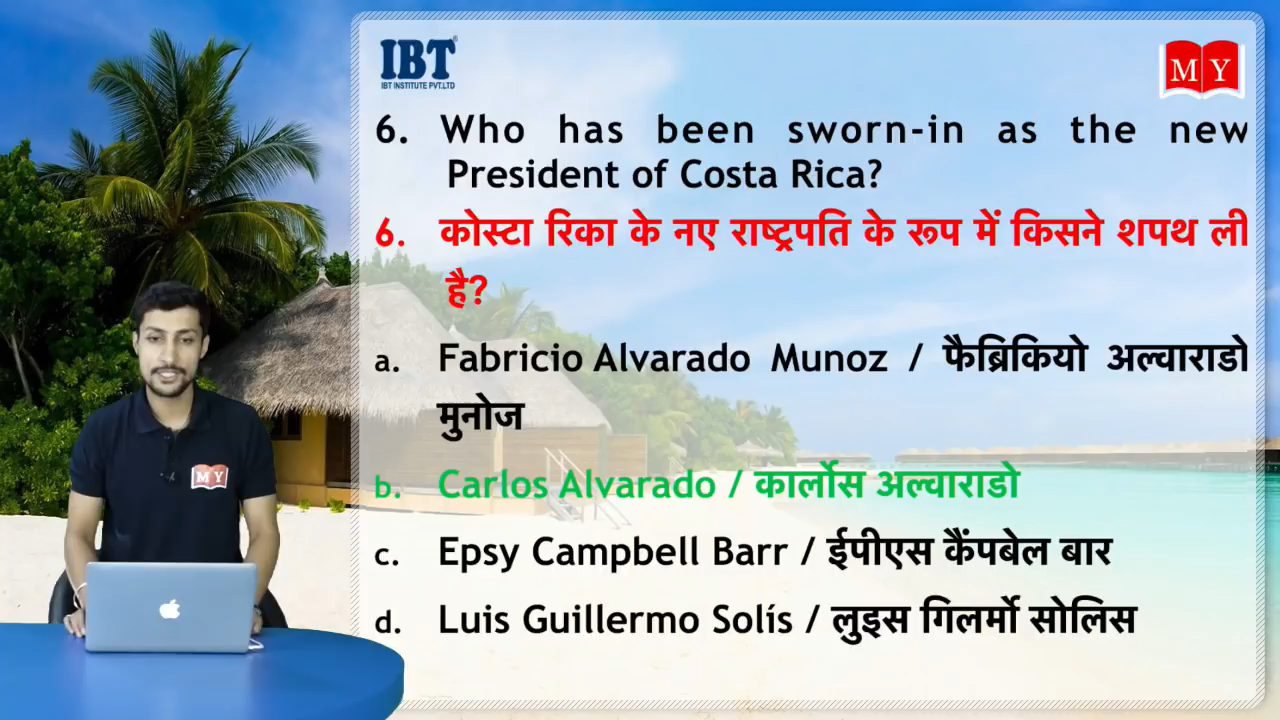 IBT
IBT INSTITUTE PVT.LTD
M Y
6. Who has been sworn-in as the new
President of Costa Rica?
6. कोस्टा रिका के नए राष्ट्रपति के रूप में किसने शपथ ली
है?
a. Fabricio Alvarado Munoz / फैब्रिकियो अल्वाराडो
मुनोज
b. Carlos Alvarado / कार्लोस अल्वाराडो
c. Epsy Campbell Barr / ईपीएस कैंपबेल बार
d. Luis Guillermo Solís / लुइस गिलर्मो सोलिस
M Y